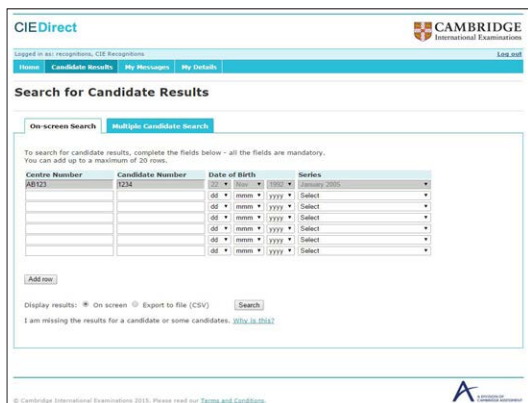 CIEDirect
CAMBRIDGE
International Examinations
Logged in as: recognitions, CIE Recognitions
Log out
Home Candidate Results My Messages My Details
Search for Candidate Results
On-screen Search Multiple Candidate Search
To search for candidate results, complete the fields below - all the fields are mandatory.
You can add up to a maximum of 20 rows.
Centre Number Candidate Number Date of Birth Series
AB123 1234 22 Nov 1992 January 2005
dd mmm yyyy Select
dd mmm yyyy Select
dd mmm yyyy Select
dd mmm yyyy Select
dd mmm yyyy Select
dd mmm yyyy Select
Add row
Display results: On screen Export to file (CSV) Search
I am missing the results for a candidate or some candidates. Why is this?
© Cambridge International Examinations 2015. Please read our Terms and Conditions.
A DIVISION OF
CAMBRIDGE ASSESSMENT